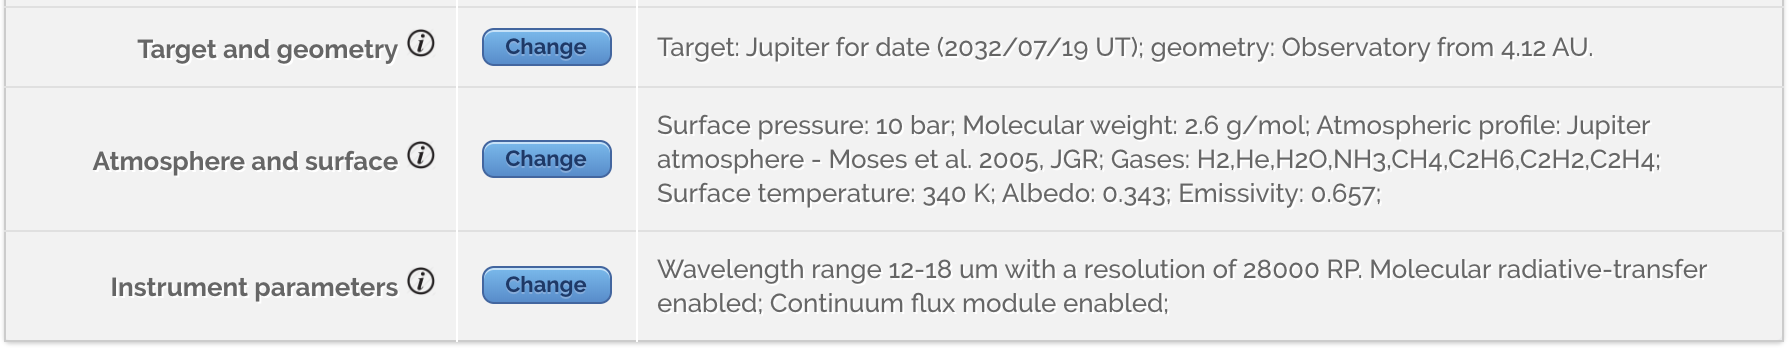 Target and geometry i Change Target: Jupiter for date (2032/07/19 UT); geometry: Observatory from 4.12 AU.
Atmosphere and surface i Change Surface pressure: 10 bar; Molecular weight: 2.6 g/mol; Atmospheric profile: Jupiter
atmosphere - Moses et al. 2005, JGR; Gases: H2,He,H2O,NH3,CH4,C2H6,C2H2,C2H4;
Surface temperature: 340 K; Albedo: 0.343; Emissivity: 0.657;
Instrument parameters i Change Wavelength range 12-18 um with a resolution of 28000 RP. Molecular radiative-transfer
enabled; Continuum flux module enabled;